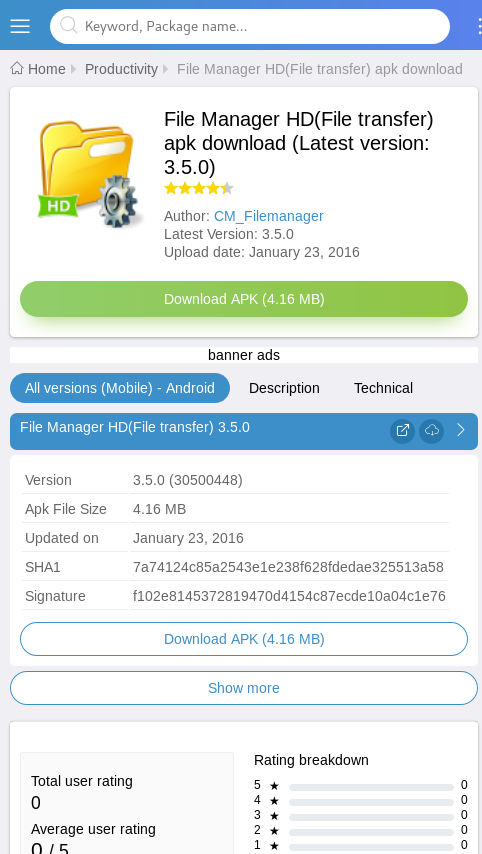 Keyword, Package name...
Home
Productivity
File Manager HD(File transfer) apk download
HD
File Manager HD(File transfer) apk download (Latest version: 3.5.0)
Author: CM_Filemanager
Latest Version: 3.5.0
Upload date: January 23, 2016
Download APK (4.16 MB)
banner ads
All versions (Mobile) - Android
Description
Technical
File Manager HD(File transfer) 3.5.0
Version 3.5.0 (30500448)
Apk File Size 4.16 MB
Updated on January 23, 2016
SHA1 7a74124c85a2543e1e238f628fdedae325513a58
Signature f102e8145372819470d4154c87ecde10a04c1e76
Download APK (4.16 MB)
Show more
Total user rating
0
Average user rating
0 / 5
Rating breakdown
5 ★ 0
4 ★ 0
3 ★ 0
2 ★ 0
1 ★ 0